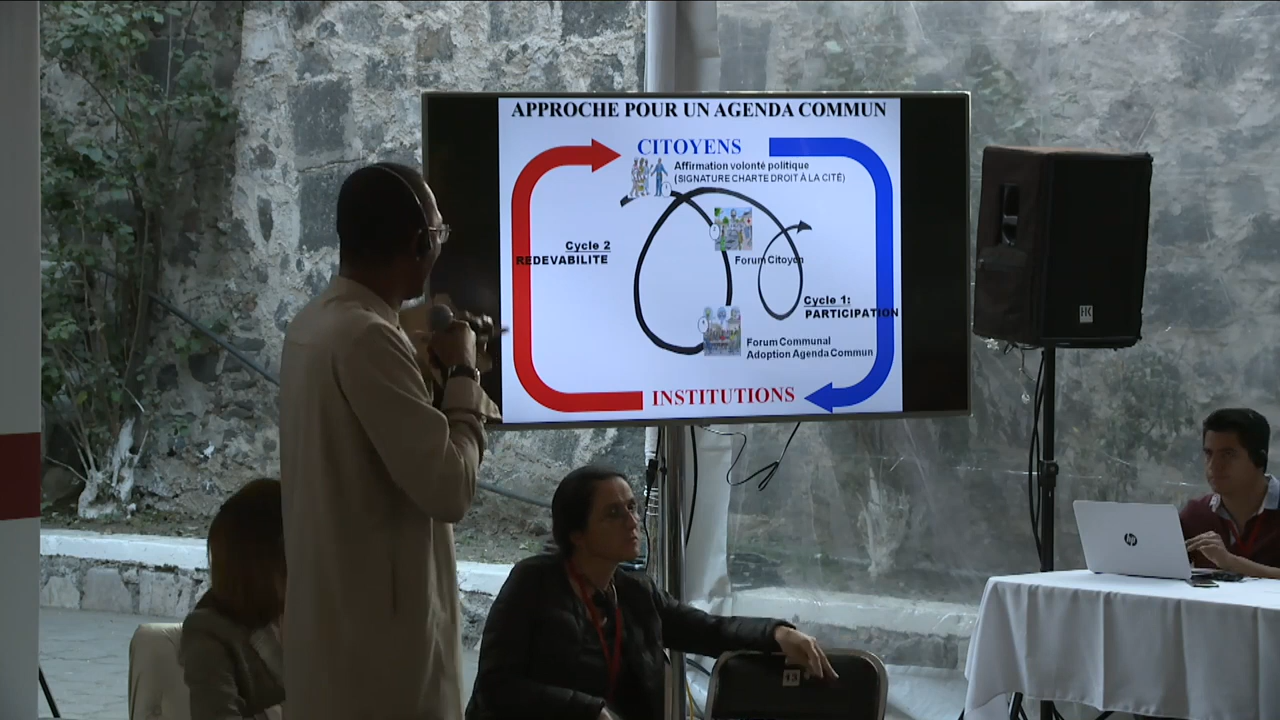 APPROCHE POUR UN AGENDA COMMUN
CITOYENS
Affirmation volonté politique
(SIGNATURE CHARTE DROIT À LA CITÉ)
Cycle 2
REDEVABILITE
Forum Citoyen
Cycle 1:
PARTICIPATION
Forum Communal
Adoption Agenda Commun
INSTITUTIONS
HK
hp
43